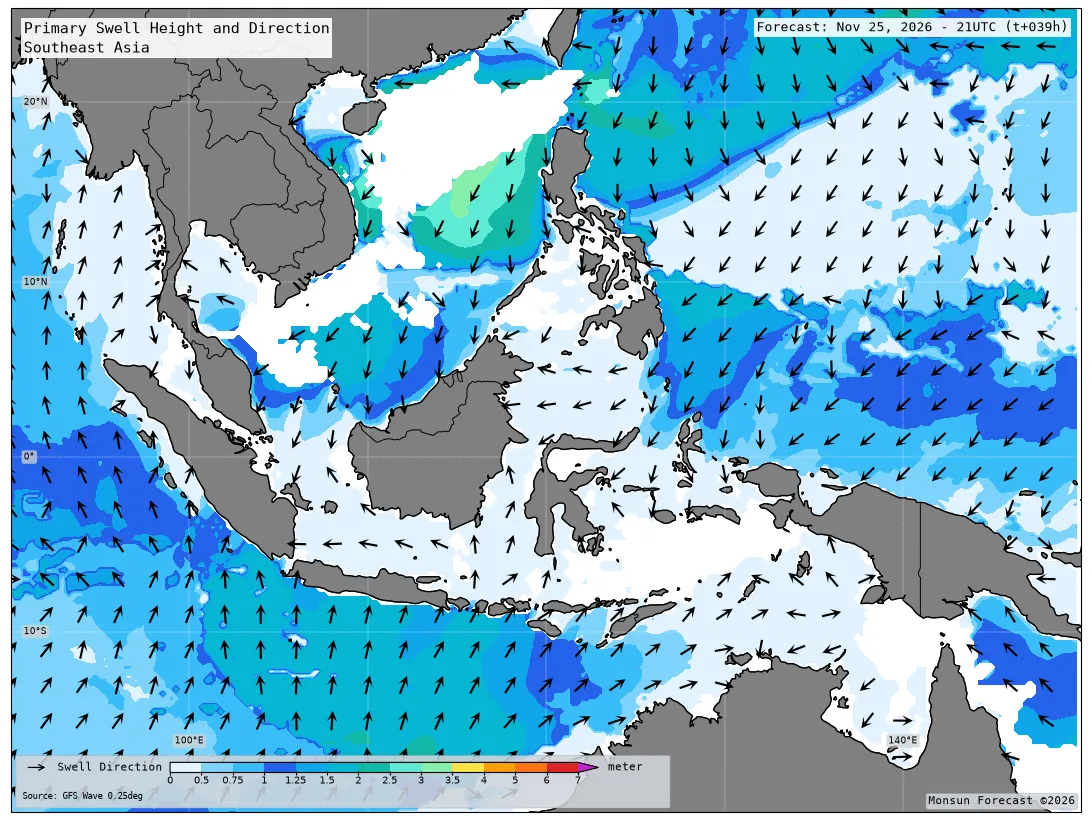 Primary Swell Height and Direction
Southeast Asia
Forecast: Nov 25, 2026 - 21UTC (t+039h)
20°N
10°N
0°
10°S
100°E
140°E
Swell Direction
0 0.5 0.75 1 1.25 1.5 2 2.5 3 3.5 4 5 6 7
meter
Source: GFS Wave 0.25deg
Monsun Forecast ©2026